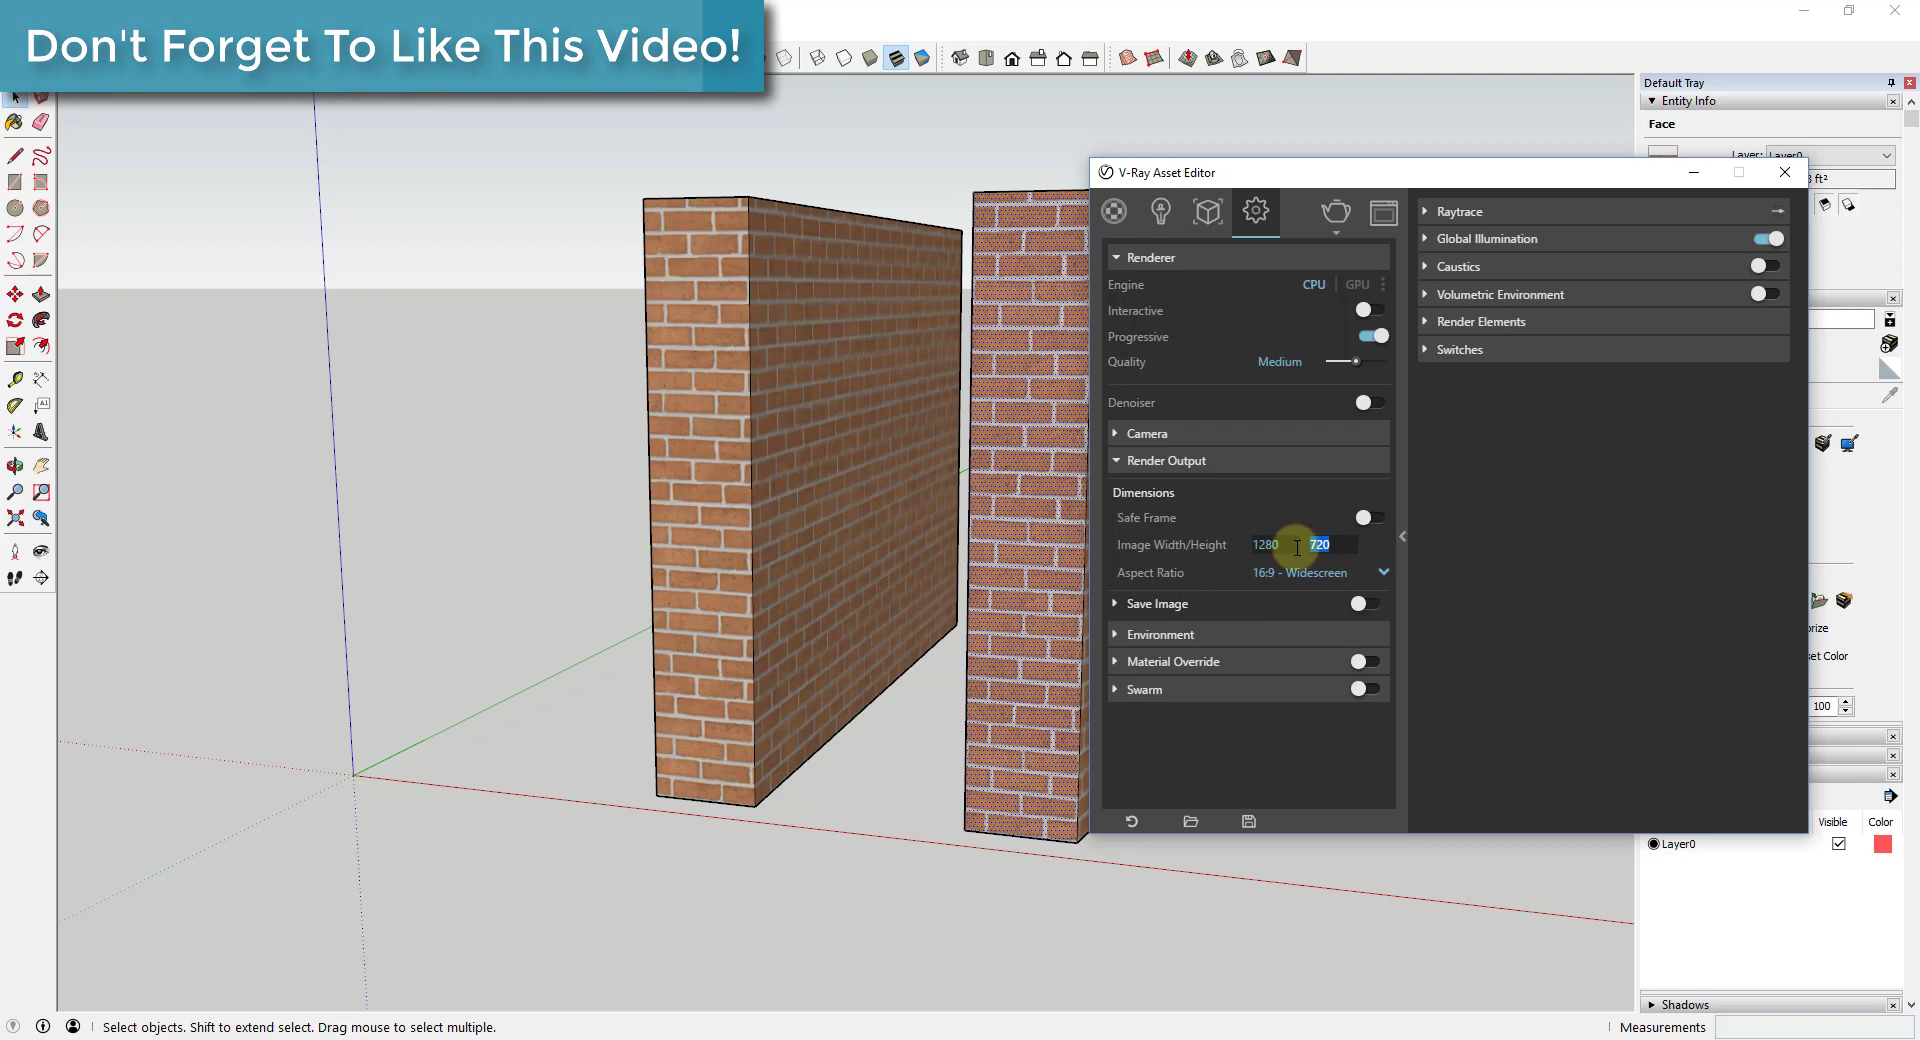 Don't Forget To Like This Video!
Default Tray
Entity Info
Face
Layer: Layer0
ft²
V-Ray Asset Editor
Renderer
Engine CPU GPU
Interactive
Progressive
Quality Medium
Denoiser
Camera
Render Output
Dimensions
Safe Frame
Image Width/Height 1280 720
Aspect Ratio 16:9 - Widescreen
Save Image
Environment
Material Override
Swarm
Raytrace
Global Illumination
Caustics
Volumetric Environment
Render Elements
Switches
100
Visible Color
Layer0
Shadows
Select objects. Shift to extend select. Drag mouse to select multiple.
Measurements